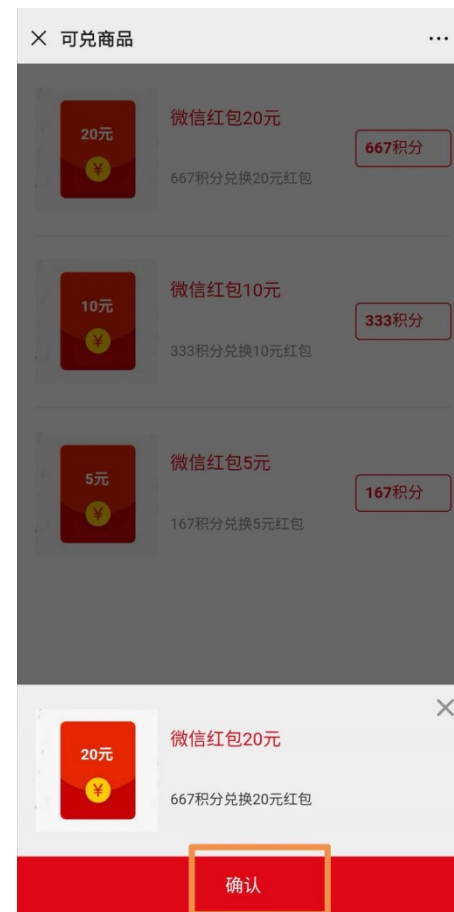 可兑商品
20元
¥
微信红包20元
667积分兑换20元红包
667积分
10元
¥
微信红包10元
333积分兑换10元红包
333积分
5元
¥
微信红包5元
167积分兑换5元红包
167积分
20元
¥
微信红包20元
667积分兑换20元红包
确认